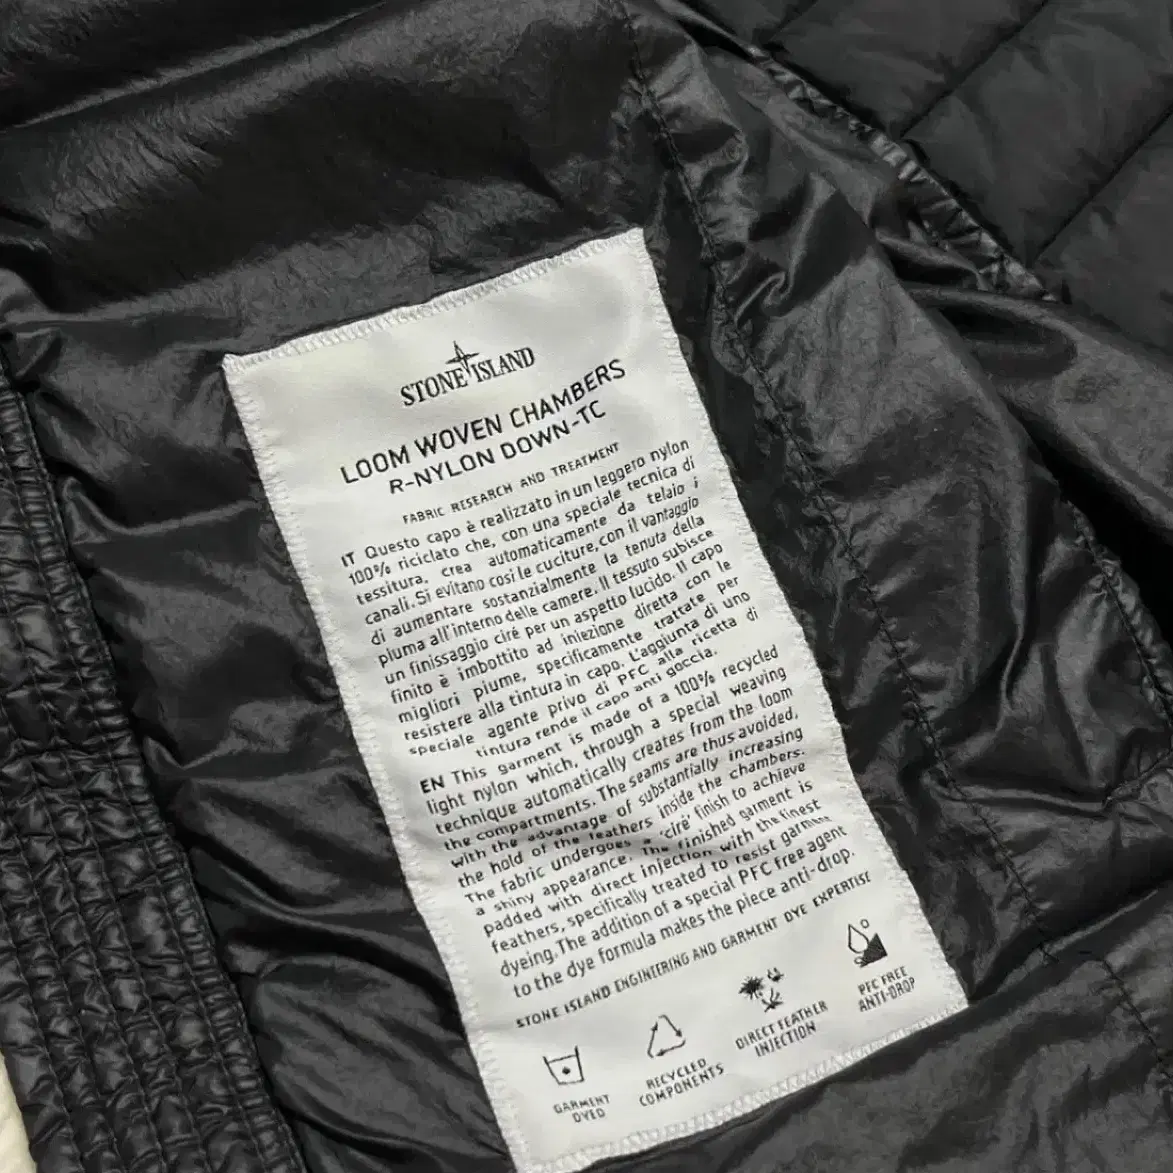 STONE ISLAND
LOOM WOVEN CHAMBERS
R-NYLON DOWN-TC
FABRIC RESEARCH AND TREATMENT
IT Questo capo è realizzato in un leggero nylon
100% riciclato che, con una speciale tecnica di
tessitura, crea automaticamente da telaio i
canali. Si evitano così le cuciture, con il vantaggio
di aumentare sostanzialmente la tenuta della
piuma all'interno delle camere. Il tessuto subisce
un finissaggio ciré per un aspetto lucido. Il capo
finito è imbottito ad iniezione diretta con le
migliori piume, specificamente trattate per
resistere alla tintura in capo. L'aggiunta di uno
speciale agente privo di PFC alla ricetta di
tintura rende il capo anti goccia.
EN This garment is made of a 100% recycled
light nylon which, through a special weaving
technique automatically creates from the loom
the compartments. The seams are thus avoided,
with the advantage of substantially increasing
the hold of the feathers inside the chambers.
The fabric undergoes a 'ciré' finish to achieve
a shiny appearance. The finished garment is
padded with direct injection with the finest
feathers, specifically treated to resist garment
dyeing. The addition of a special PFC free agent
to the dye formula makes the piece anti-drop.
STONE ISLAND ENGINEERING AND GARMENT DYE EXPERTISE
GARMENT
DYED
RECYCLED
COMPONENTS
DIRECT FEATHER
INJECTION
PFC FREE
ANTI-DROP